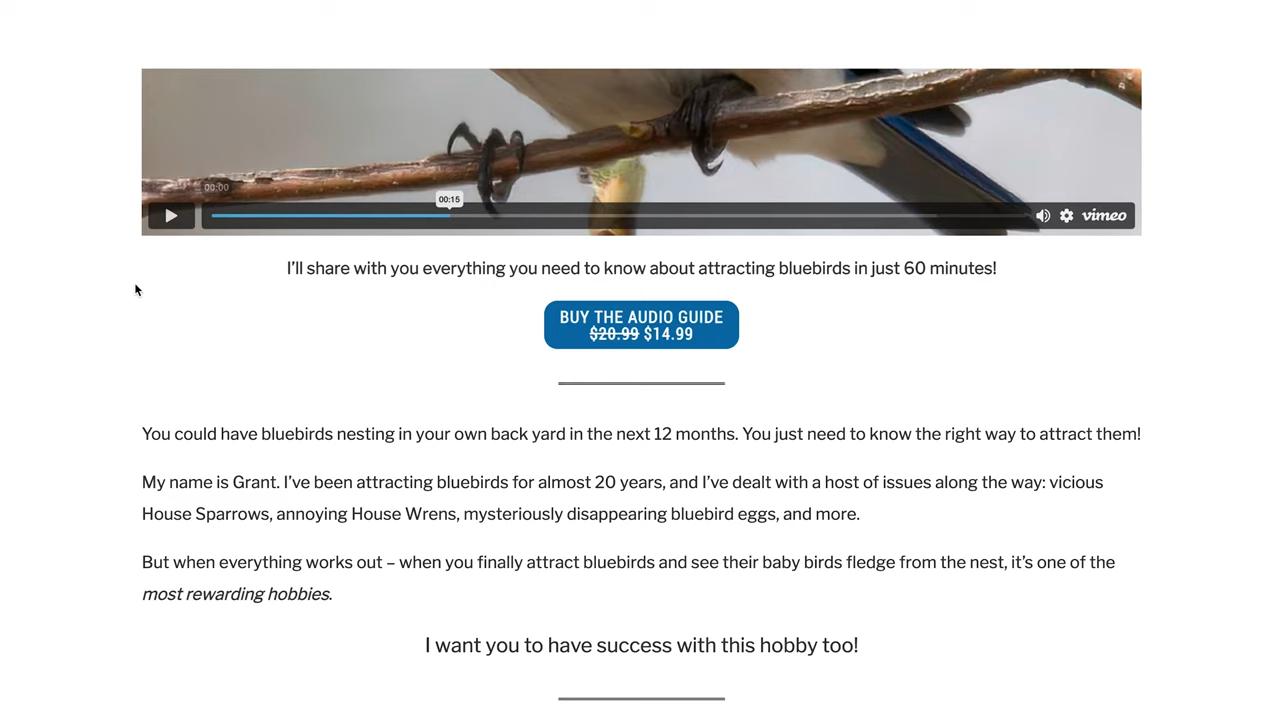 00:00
00:15
vimeo
I’ll share with you everything you need to know about attracting bluebirds in just 60 minutes!
BUY THE AUDIO GUIDE
$20.99 $14.99
You could have bluebirds nesting in your own back yard in the next 12 months. You just need to know the right way to attract them!
My name is Grant. I’ve been attracting bluebirds for almost 20 years, and I’ve dealt with a host of issues along the way: vicious
House Sparrows, annoying House Wrens, mysteriously disappearing bluebird eggs, and more.
But when everything works out – when you finally attract bluebirds and see their baby birds fledge from the nest, it’s one of the
most rewarding hobbies.
I want you to have success with this hobby too!